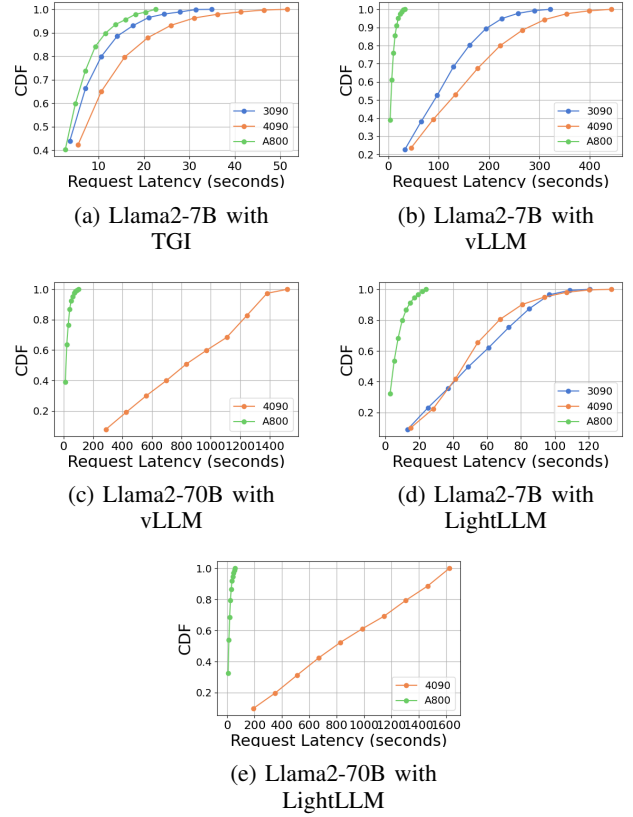 1.0
0.9
0.8
0.7
0.6
0.5
0.4
CDF
3090
4090
A800
10 20 30 40 50
Request Latency (seconds)
(a) Llama2-7B with
TGI
1.0
0.9
0.8
0.7
0.6
0.5
0.4
0.3
0.2
CDF
3090
4090
A800
0 100 200 300 400
Request Latency (seconds)
(b) Llama2-7B with
vLLM
1.0
0.8
0.6
0.4
0.2
CDF
4090
A800
0 200 400 600 800 1000 1200 1400
Request Latency (seconds)
(c) Llama2-70B with
vLLM
1.0
0.8
0.6
0.4
0.2
CDF
3090
4090
A800
0 20 40 60 80 100 120
Request Latency (seconds)
(d) Llama2-7B with
LightLLM
1.0
0.8
0.6
0.4
0.2
CDF
4090
A800
0 200 400 600 800 1000 1200 1400 1600
Request Latency (seconds)
(e) Llama2-70B with
LightLLM